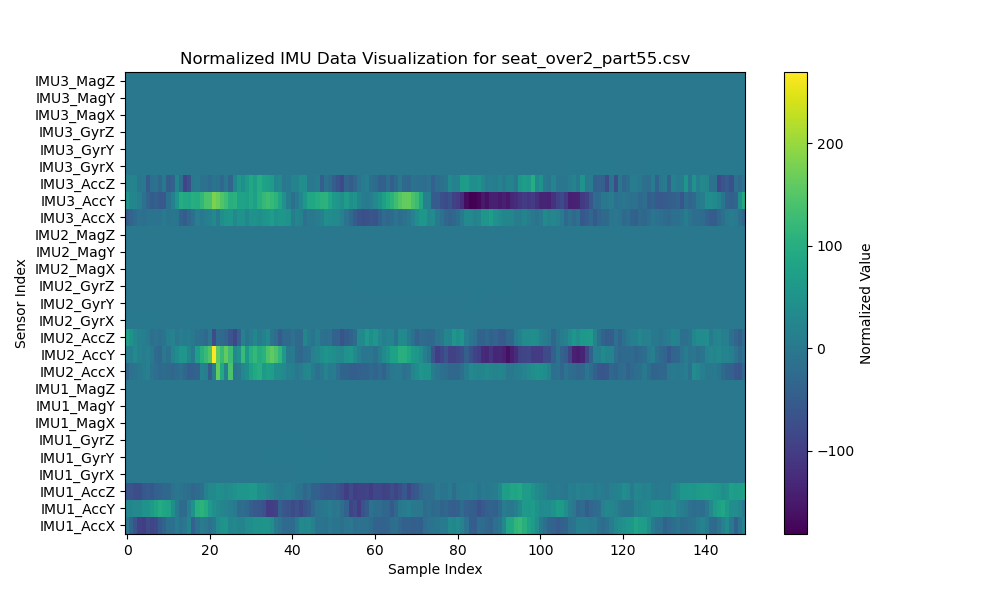 Normalized IMU Data Visualization for seat_over2_part55.csv
IMU3_MagZ
IMU3_MagY
IMU3_MagX
IMU3_GyrZ
IMU3_GyrY
IMU3_GyrX
IMU3_AccZ
IMU3_AccY
IMU3_AccX
IMU2_MagZ
IMU2_MagY
IMU2_MagX
IMU2_GyrZ
IMU2_GyrY
IMU2_GyrX
IMU2_AccZ
IMU2_AccY
IMU2_AccX
IMU1_MagZ
IMU1_MagY
IMU1_MagX
IMU1_GyrZ
IMU1_GyrY
IMU1_GyrX
IMU1_AccZ
IMU1_AccY
IMU1_AccX
Sensor Index
0 20 40 60 80 100 120 140
Sample Index
200
100
0
−100
Normalized Value